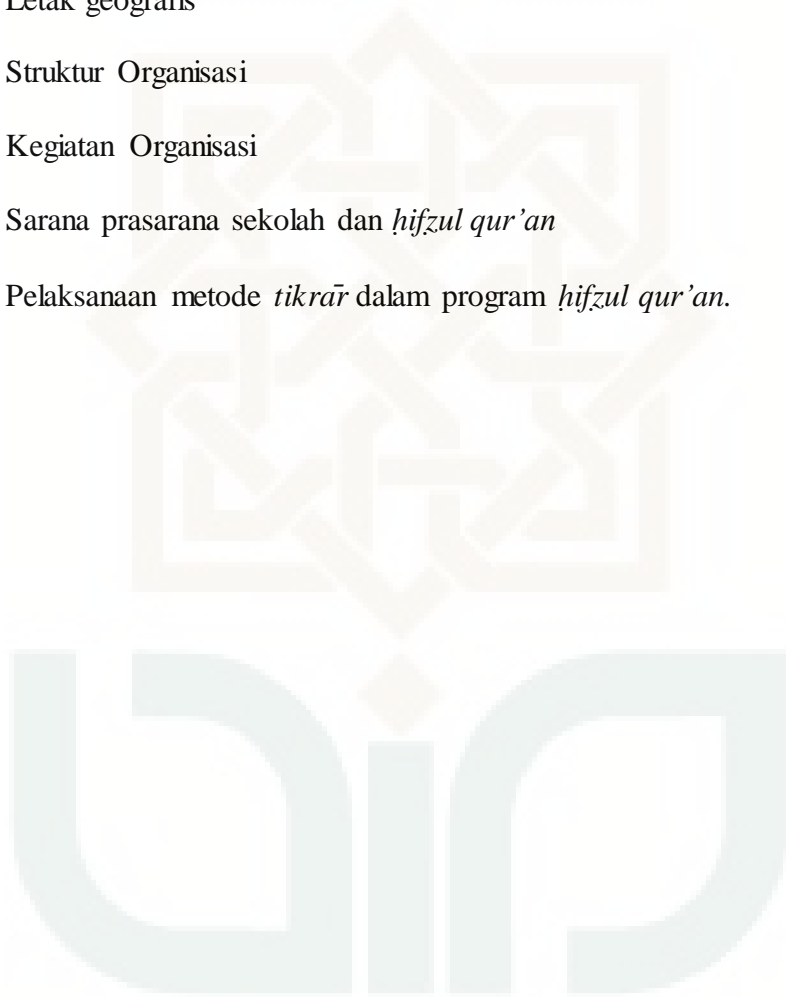 Letak geografis
Struktur Organisasi
Kegiatan Organisasi
Sarana prasarana sekolah dan ḥifẓul qur’an
Pelaksanaan metode tikrār dalam program ḥifẓul qur’an.